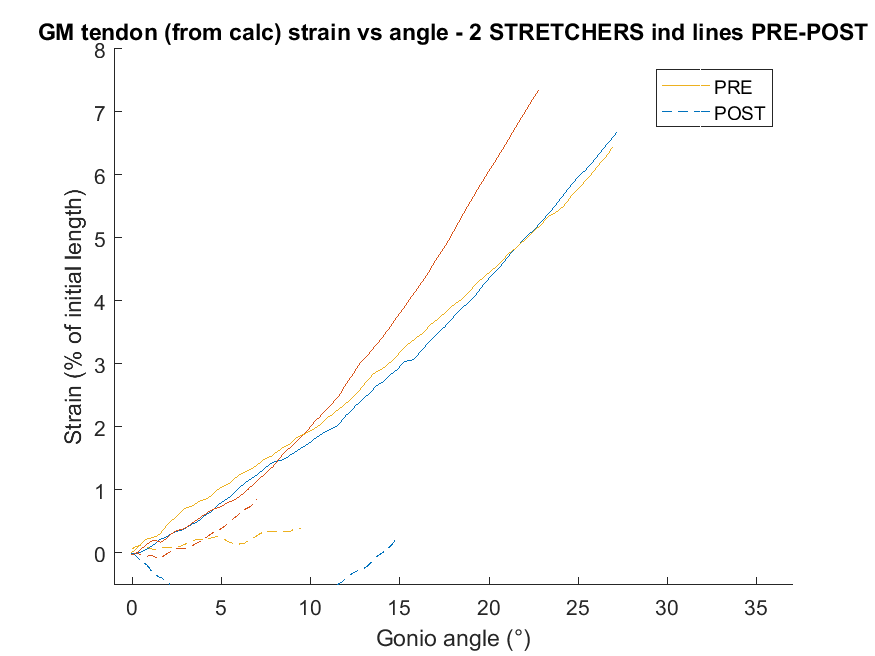 GM tendon (from calc) strain vs angle - 2 STRETCHERS ind lines PRE-POST
8
7
6
5
4
3
2
1
0
Strain (% of initial length)
PRE
POST
0 5 10 15 20 25 30 35
Gonio angle (°)